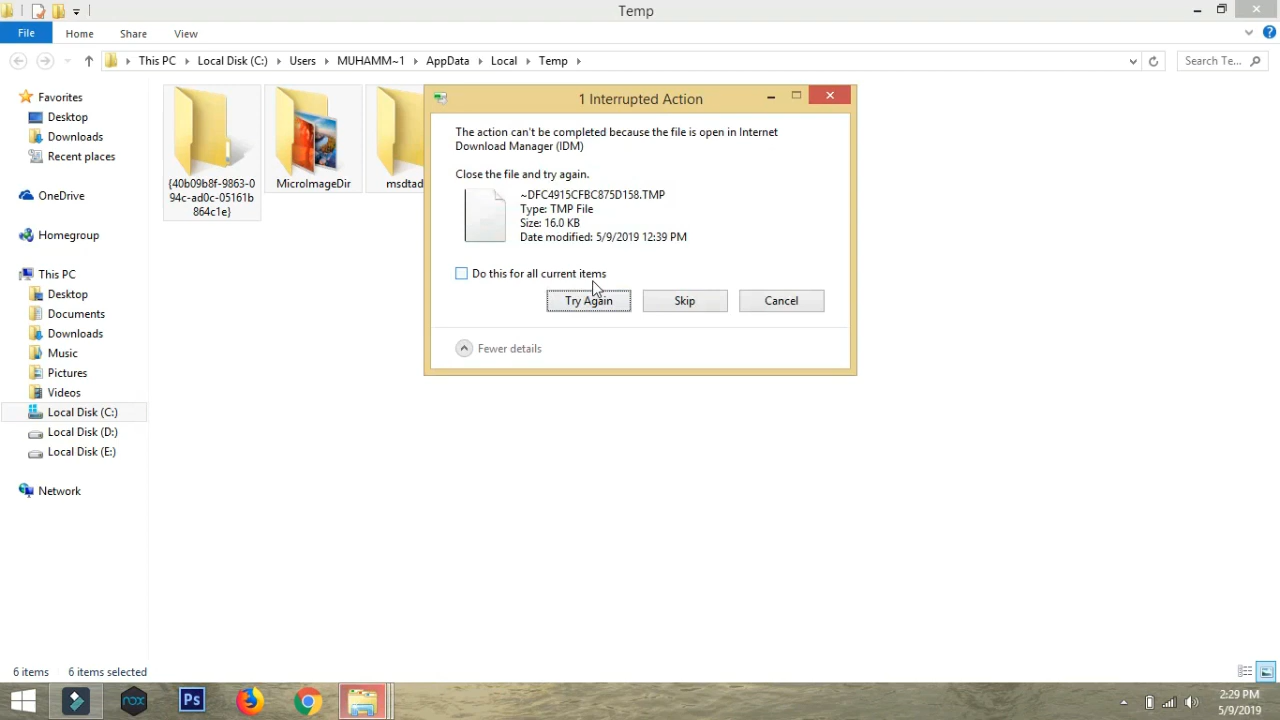 Temp
File
Home
Share
View
This PC
Local Disk (C:)
Users
MUHAMM~1
AppData
Local
Temp
Search Te...
Favorites
Desktop
Downloads
Recent places
OneDrive
Homegroup
This PC
Desktop
Documents
Downloads
Music
Pictures
Videos
Local Disk (C:)
Local Disk (D:)
Local Disk (E:)
Network
{40b09b8f-9863-0
94c-ad0c-05161b
864c1e}
MicroImageDir
msdtad
1 Interrupted Action
The action can't be completed because the file is open in Internet
Download Manager (IDM)
Close the file and try again.
~DFC4915CFBC875D158.TMP
Type: TMP File
Size: 16.0 KB
Date modified: 5/9/2019 12:39 PM
Do this for all current items
Try Again
Skip
Cancel
Fewer details
6 items
6 items selected
nox
Ps
2:29 PM
5/9/2019